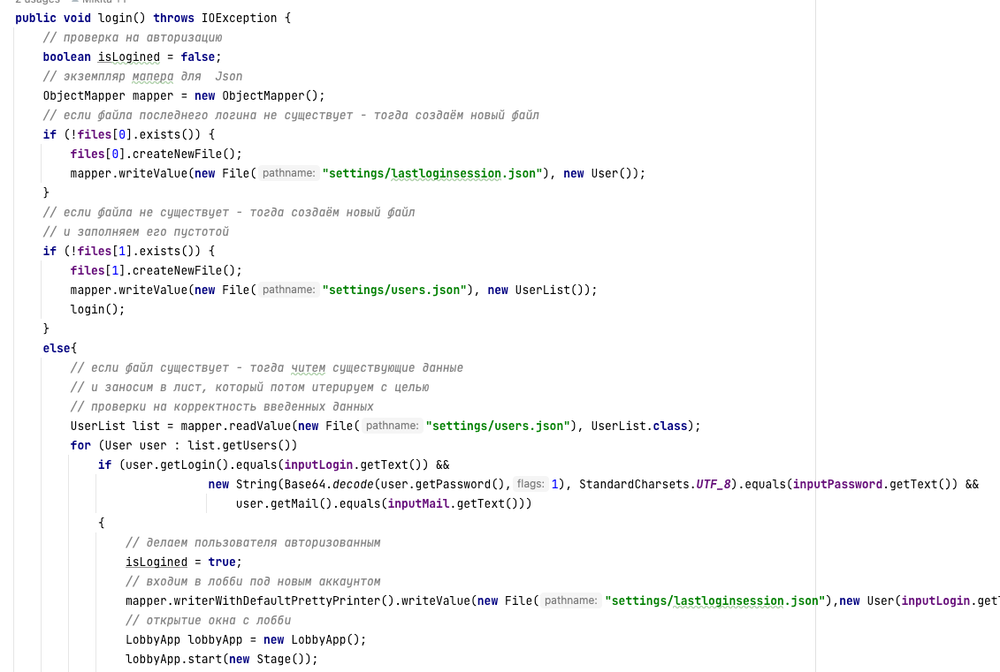 public void login() throws IOException {
// проверка на авторизацию
boolean isLogined = false;
// экземпляр мапера для  Json
ObjectMapper mapper = new ObjectMapper();
// если файла последнего логина не существует - тогда создаём новый файл
if (!files[0].exists()) {
files[0].createNewFile();
mapper.writeValue(new File( pathname: "settings/lastloginsession.json"), new User());
}
// если файла не существует - тогда создаём новый файл
// и заполняем его пустотой
if (!files[1].exists()) {
files[1].createNewFile();
mapper.writeValue(new File( pathname: "settings/users.json"), new UserList());
login();
}
else{
// если файл существует - тогда читем существующие данные
// и заносим в лист, который потом итерируем с целью
// проверки на корректность введенных данных
UserList list = mapper.readValue(new File( pathname: "settings/users.json"), UserList.class);
for (User user : list.getUsers())
if (user.getLogin().equals(inputLogin.getText()) &&
new String(Base64.decode(user.getPassword(), flags: 1), StandardCharsets.UTF_8).equals(inputPassword.getText()) &&
user.getMail().equals(inputMail.getText()))
{
// делаем пользователя авторизованным
isLogined = true;
// входим в лобби под новым аккаунтом
mapper.writerWithDefaultPrettyPrinter().writeValue(new File( pathname: "settings/lastloginsession.json"),new User(inputLogin.get
// открытие окна с лобби
LobbyApp lobbyApp = new LobbyApp();
lobbyApp.start(new Stage());